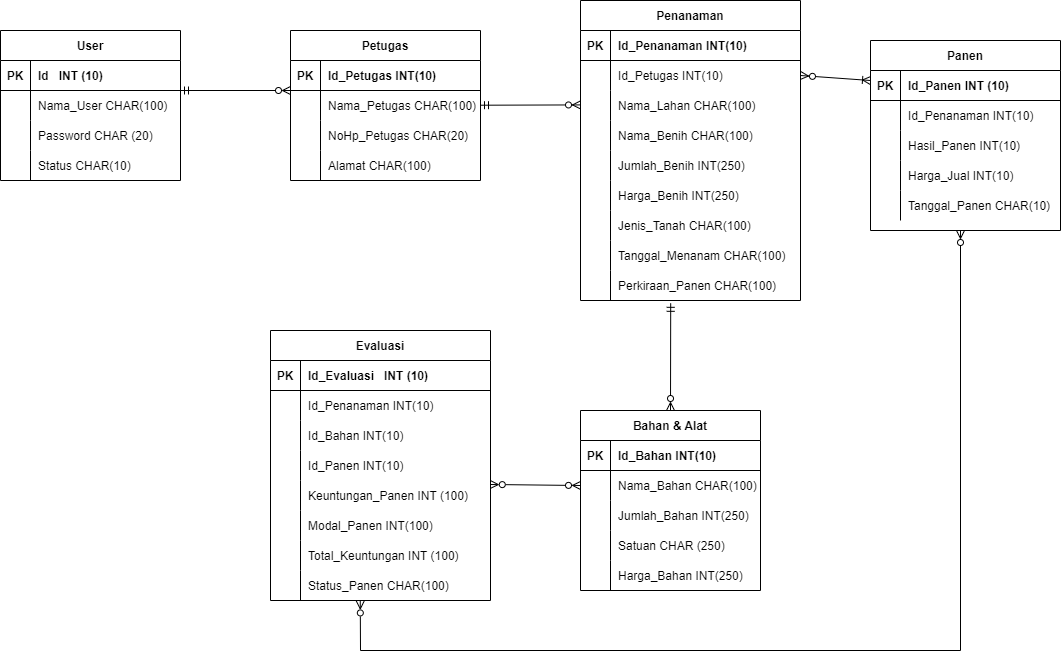 User
PK Id INT (10)
Nama_User CHAR(100)
Password CHAR (20)
Status CHAR(10)
Petugas
PK Id_Petugas INT(10)
Nama_Petugas CHAR(100)
NoHp_Petugas CHAR(20)
Alamat CHAR(100)
Penanaman
PK Id_Penanaman INT(10)
Id_Petugas INT(10)
Nama_Lahan CHAR(100)
Nama_Benih CHAR(100)
Jumlah_Benih INT(250)
Harga_Benih INT(250)
Jenis_Tanah CHAR(100)
Tanggal_Menanam CHAR(100)
Perkiraan_Panen CHAR(100)
Panen
PK Id_Panen INT (10)
Id_Penanaman INT(10)
Hasil_Panen INT(10)
Harga_Jual INT(10)
Tanggal_Panen CHAR(10)
Evaluasi
PK Id_Evaluasi INT (10)
Id_Penanaman INT(10)
Id_Bahan INT(10)
Id_Panen INT(10)
Keuntungan_Panen INT (100)
Modal_Panen INT(100)
Total_Keuntungan INT (100)
Status_Panen CHAR(100)
Bahan & Alat
PK Id_Bahan INT(10)
Nama_Bahan CHAR(100)
Jumlah_Bahan INT(250)
Satuan CHAR (250)
Harga_Bahan INT(250)